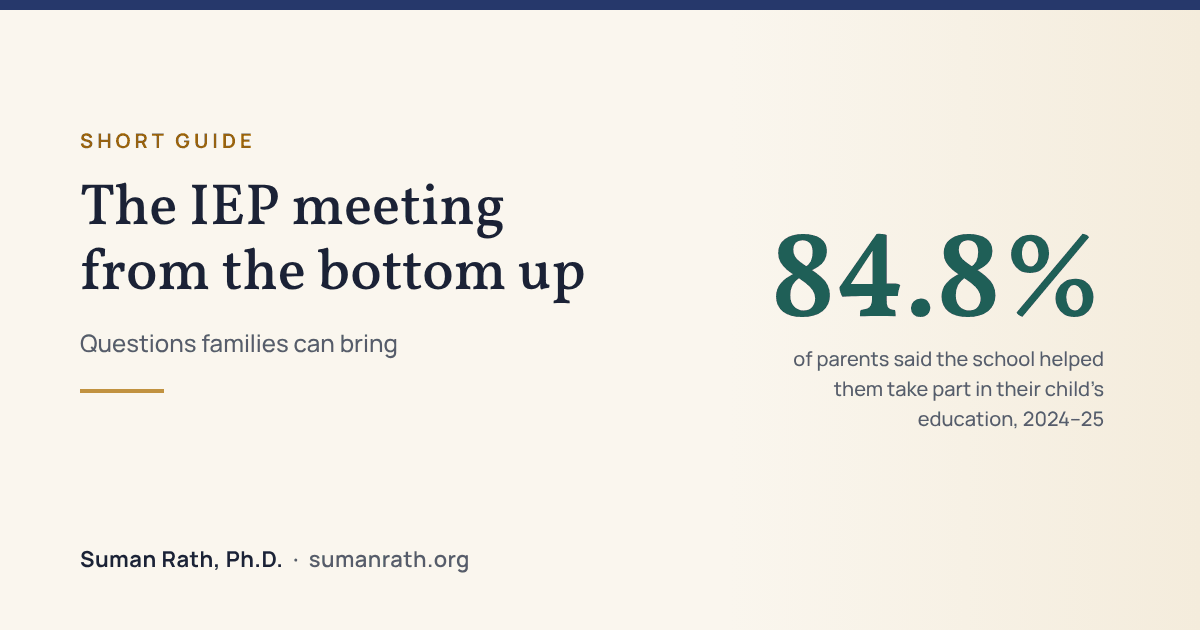 SHORT GUIDE
The IEP meeting
from the bottom up
Questions families can bring
84.8%
of parents said the school helped
them take part in their child's
education, 2024–25
Suman Rath, Ph.D. · sumanrath.org